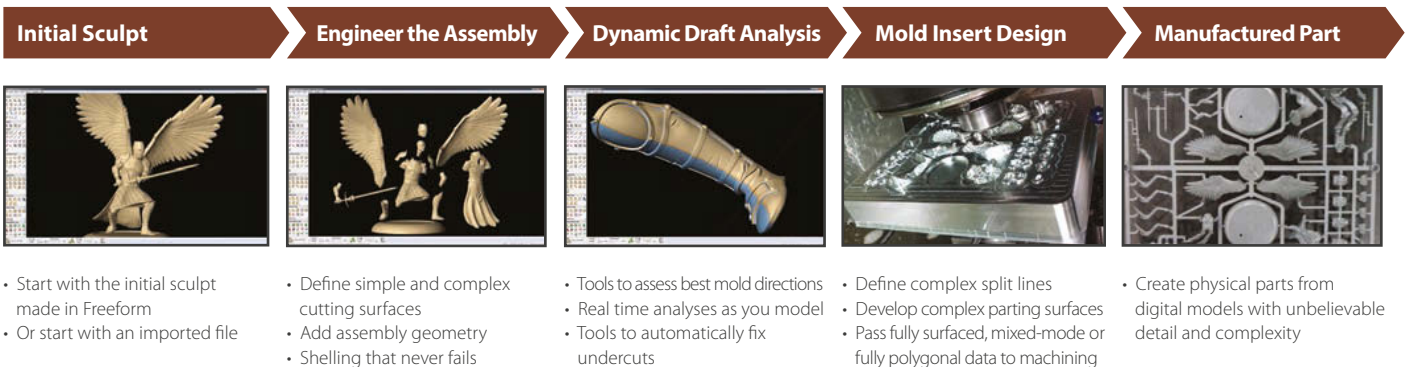 Initial Sculpt
Engineer the Assembly
Dynamic Draft Analysis
Mold Insert Design
Manufactured Part
• Start with the initial sculpt
made in Freeform
• Or start with an imported file
• Define simple and complex
cutting surfaces
• Add assembly geometry
• Shelling that never fails
• Tools to assess best mold directions
• Real time analyses as you model
• Tools to automatically fix
undercuts
• Define complex split lines
• Develop complex parting surfaces
• Pass fully surfaced, mixed-mode or
fully polygonal data to machining
• Create physical parts from
digital models with unbelievable
detail and complexity